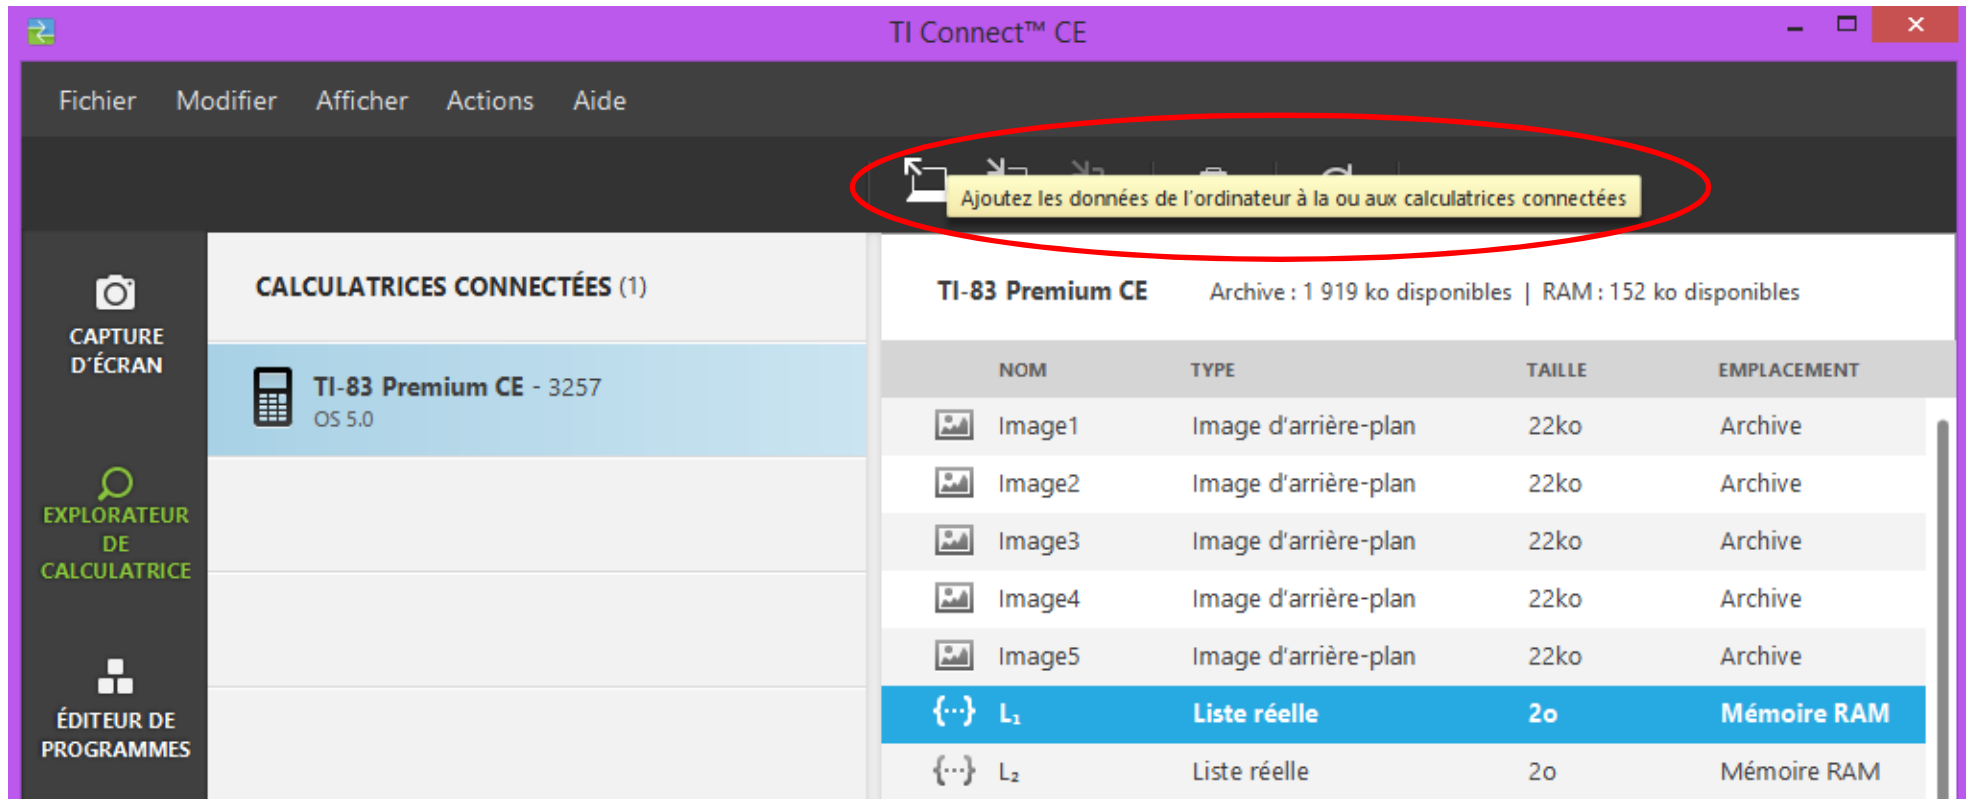 TI Connect™ CE
Fichier Modifier Afficher Actions Aide
Ajoutez les données de l'ordinateur à la ou aux calculatrices connectées
CAPTURE
D'ÉCRAN
EXPLORATEUR
DE
CALCULATRICE
ÉDITEUR DE
PROGRAMMES
CALCULATRICES CONNECTÉES (1)
TI-83 Premium CE - 3257
OS 5.0
TI-83 Premium CE Archive : 1 919 ko disponibles | RAM : 152 ko disponibles
NOM TYPE TAILLE EMPLACEMENT
Image1 Image d'arrière-plan 22ko Archive
Image2 Image d'arrière-plan 22ko Archive
Image3 Image d'arrière-plan 22ko Archive
Image4 Image d'arrière-plan 22ko Archive
Image5 Image d'arrière-plan 22ko Archive
{···} L₁ Liste réelle 2o Mémoire RAM
{···} L₂ Liste réelle 2o Mémoire RAM